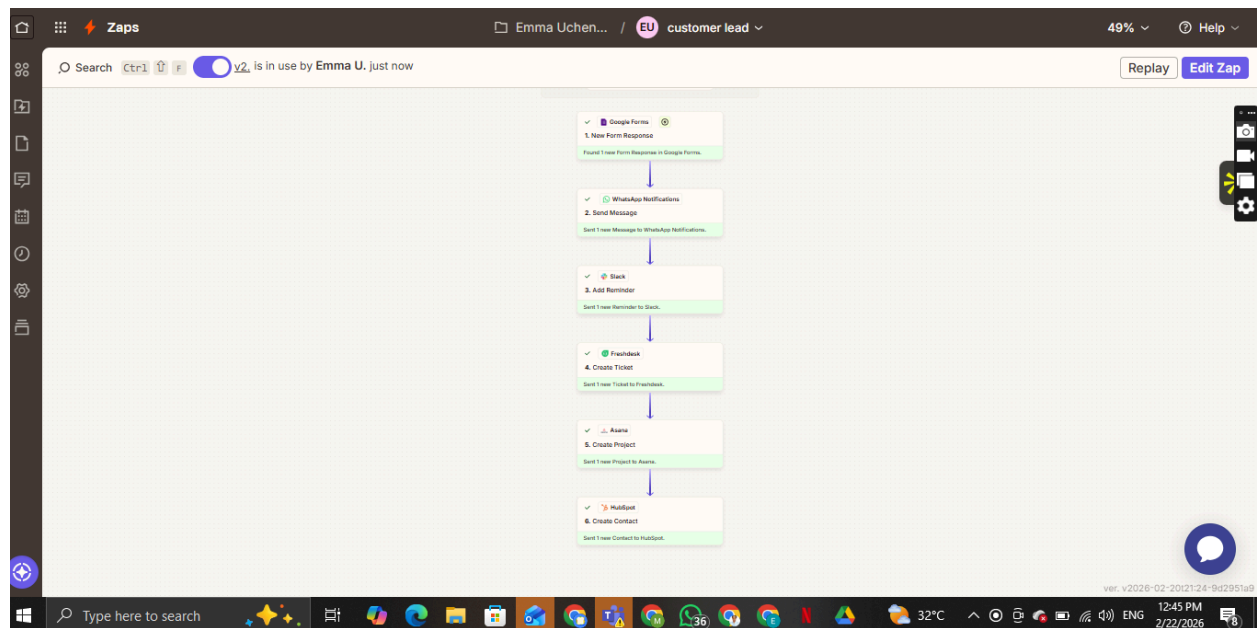 Zaps
Emma Uchen... / EU customer lead
49%
Help
Search Ctrl ⇧ F v2. is in use by Emma U. just now
Replay
Edit Zap
Google Forms
1. New Form Response
Found 1 new Form Response in Google Forms.
WhatsApp Notifications
2. Send Message
Sent 1 new Message to WhatsApp Notifications.
Slack
3. Add Reminder
Sent 1 new Reminder to Slack.
Freshdesk
4. Create Ticket
Sent 1 new Ticket to Freshdesk.
Asana
5. Create Project
Sent 1 new Project to Asana.
HubSpot
6. Create Contact
Sent 1 new Contact to HubSpot.
ver. v2026-02-20t21:24-9d2951a9
Type here to search
36
32°C
ENG
12:45 PM
2/22/2026
8